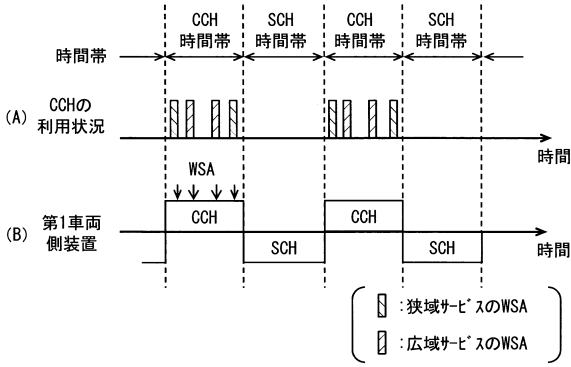 CCH SCH CCH SCH
時間帯 時間帯 時間帯 時間帯
時間帯
(A) CCHの
利用状況
時間
WSA
(B) 第1車両
側装置
CCH CCH
SCH SCH
時間
:狭域ｻｰﾋﾞｽのWSA
:広域ｻｰﾋﾞｽのWSA